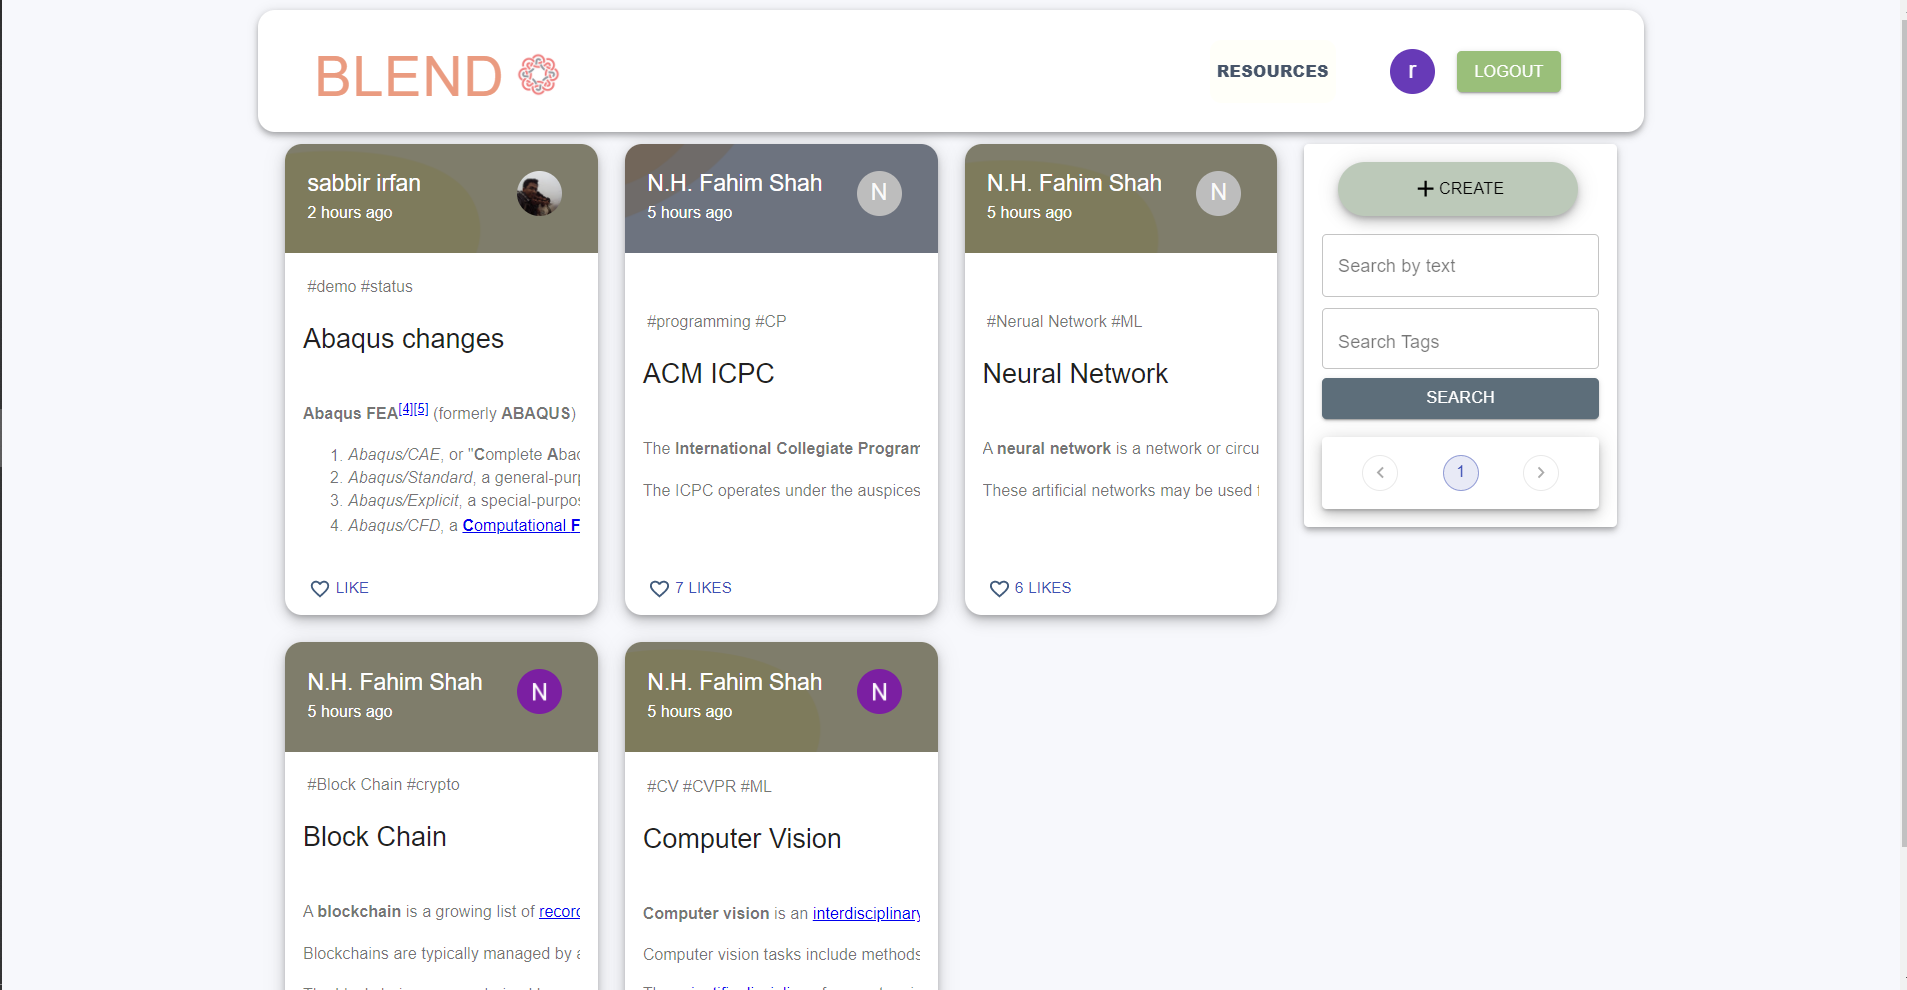 BLEND
RESOURCES
r
LOGOUT
sabbir irfan
2 hours ago
#demo #status
Abaqus changes
Abaqus FEA[4][5] (formerly ABAQUS)
1. Abaqus/CAE, or "Complete Abaq
2. Abaqus/Standard, a general-purp
3. Abaqus/Explicit, a special-purpos
4. Abaqus/CFD, a Computational F
LIKE
N.H. Fahim Shah
5 hours ago
N
#programming #CP
ACM ICPC
The International Collegiate Program
The ICPC operates under the auspices
7 LIKES
N.H. Fahim Shah
5 hours ago
N
#Nerual Network #ML
Neural Network
A neural network is a network or circu
These artificial networks may be used
6 LIKES
+ CREATE
Search by text
Search Tags
SEARCH
< 1 >
N.H. Fahim Shah
5 hours ago
N
#Block Chain #crypto
Block Chain
A blockchain is a growing list of record
Blockchains are typically managed by a
N.H. Fahim Shah
5 hours ago
N
#CV #CVPR #ML
Computer Vision
Computer vision is an interdisciplinary
Computer vision tasks include methods